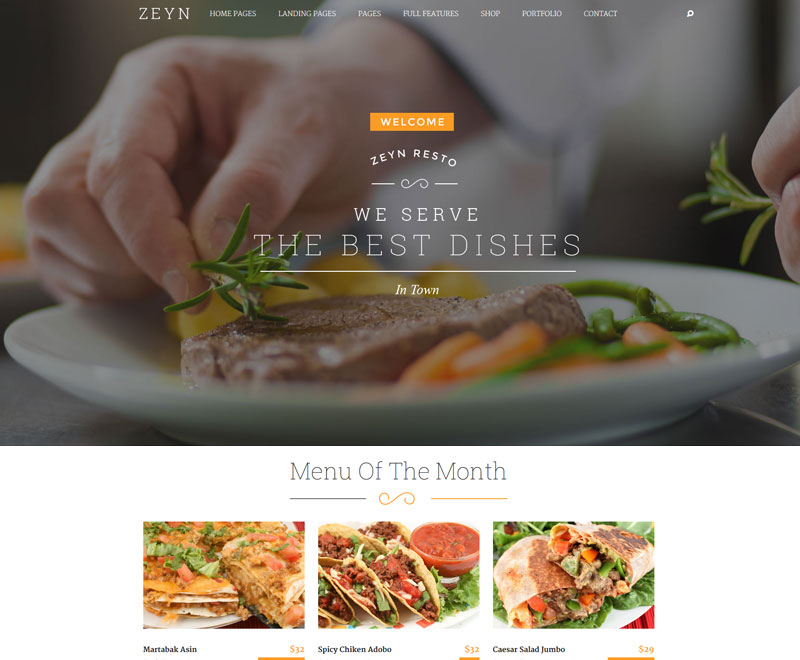 ZEYN HOME PAGES LANDING PAGES PAGES FULL FEATURES SHOP PORTFOLIO CONTACT
WELCOME
ZEYN RESTO
WE SERVE
THE BEST DISHES
In Town
Menu Of The Month
Martabak Asin $32 Spicy Chiken Adobo $32 Caesar Salad Jumbo $29